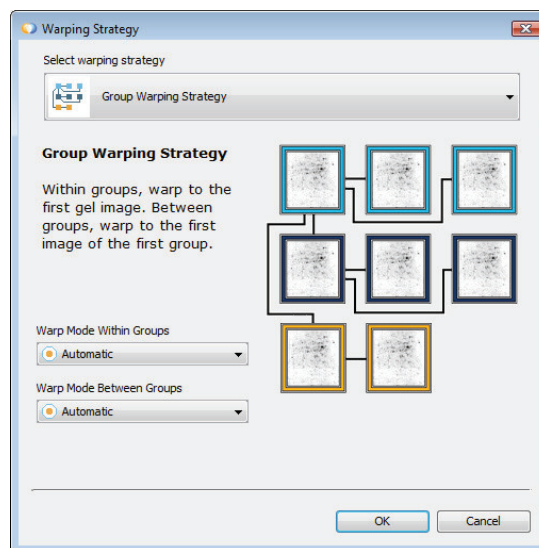 Warping Strategy
Select warping strategy
Group Warping Strategy
Group Warping Strategy
Within groups, warp to the
first gel image. Between
groups, warp to the first
image of the first group.
Warp Mode Within Groups
Automatic
Warp Mode Between Groups
Automatic
OK
Cancel